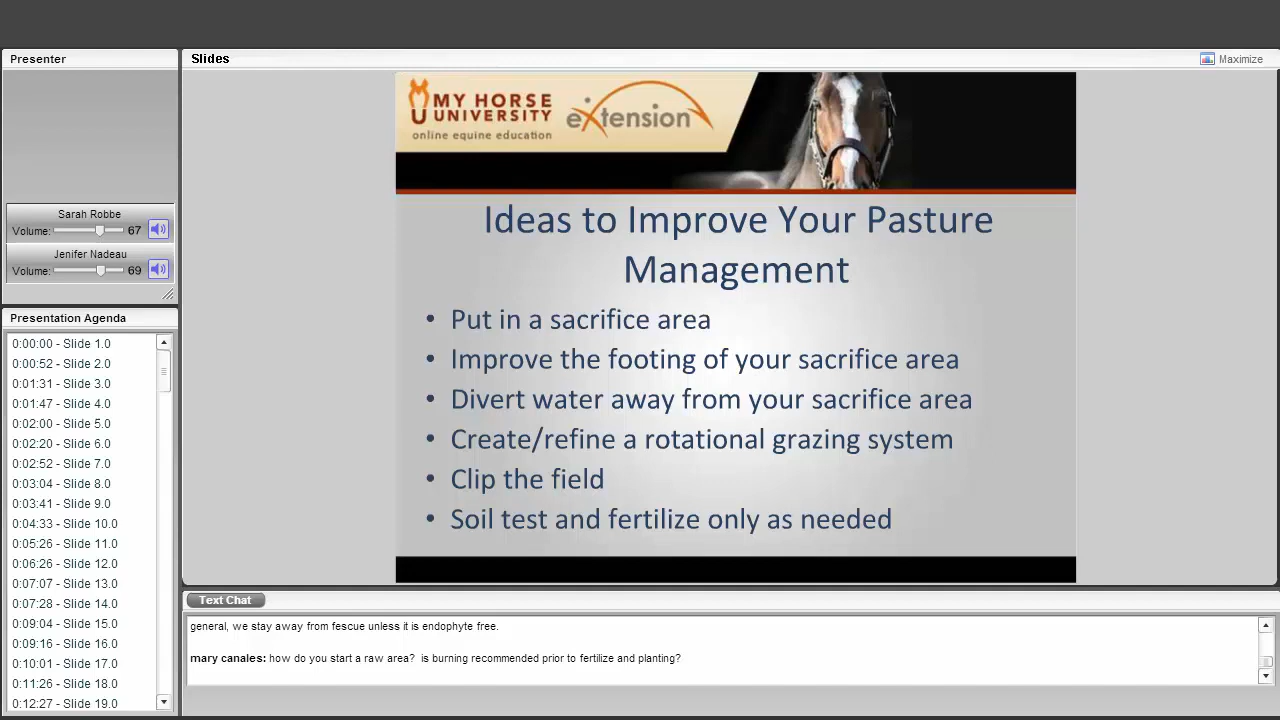 Presenter
Slides
Maximize
MY HORSE
UNIVERSITY
online equine education
eXtension
Sarah Robbe
Volume: 67
Jenifer Nadeau
Volume: 69
Presentation Agenda
0:00:00 - Slide 1.0
0:00:52 - Slide 2.0
0:01:31 - Slide 3.0
0:01:47 - Slide 4.0
0:02:00 - Slide 5.0
0:02:20 - Slide 6.0
0:02:52 - Slide 7.0
0:03:04 - Slide 8.0
0:03:41 - Slide 9.0
0:04:33 - Slide 10.0
0:05:26 - Slide 11.0
0:06:26 - Slide 12.0
0:07:07 - Slide 13.0
0:07:28 - Slide 14.0
0:09:04 - Slide 15.0
0:09:16 - Slide 16.0
0:10:01 - Slide 17.0
0:11:26 - Slide 18.0
0:12:27 - Slide 19.0
Ideas to Improve Your Pasture
Management
• Put in a sacrifice area
• Improve the footing of your sacrifice area
• Divert water away from your sacrifice area
• Create/refine a rotational grazing system
• Clip the field
• Soil test and fertilize only as needed
Text Chat
general, we stay away from fescue unless it is endophyte free.
mary canales: how do you start a raw area?  is burning recommended prior to fertilize and planting?